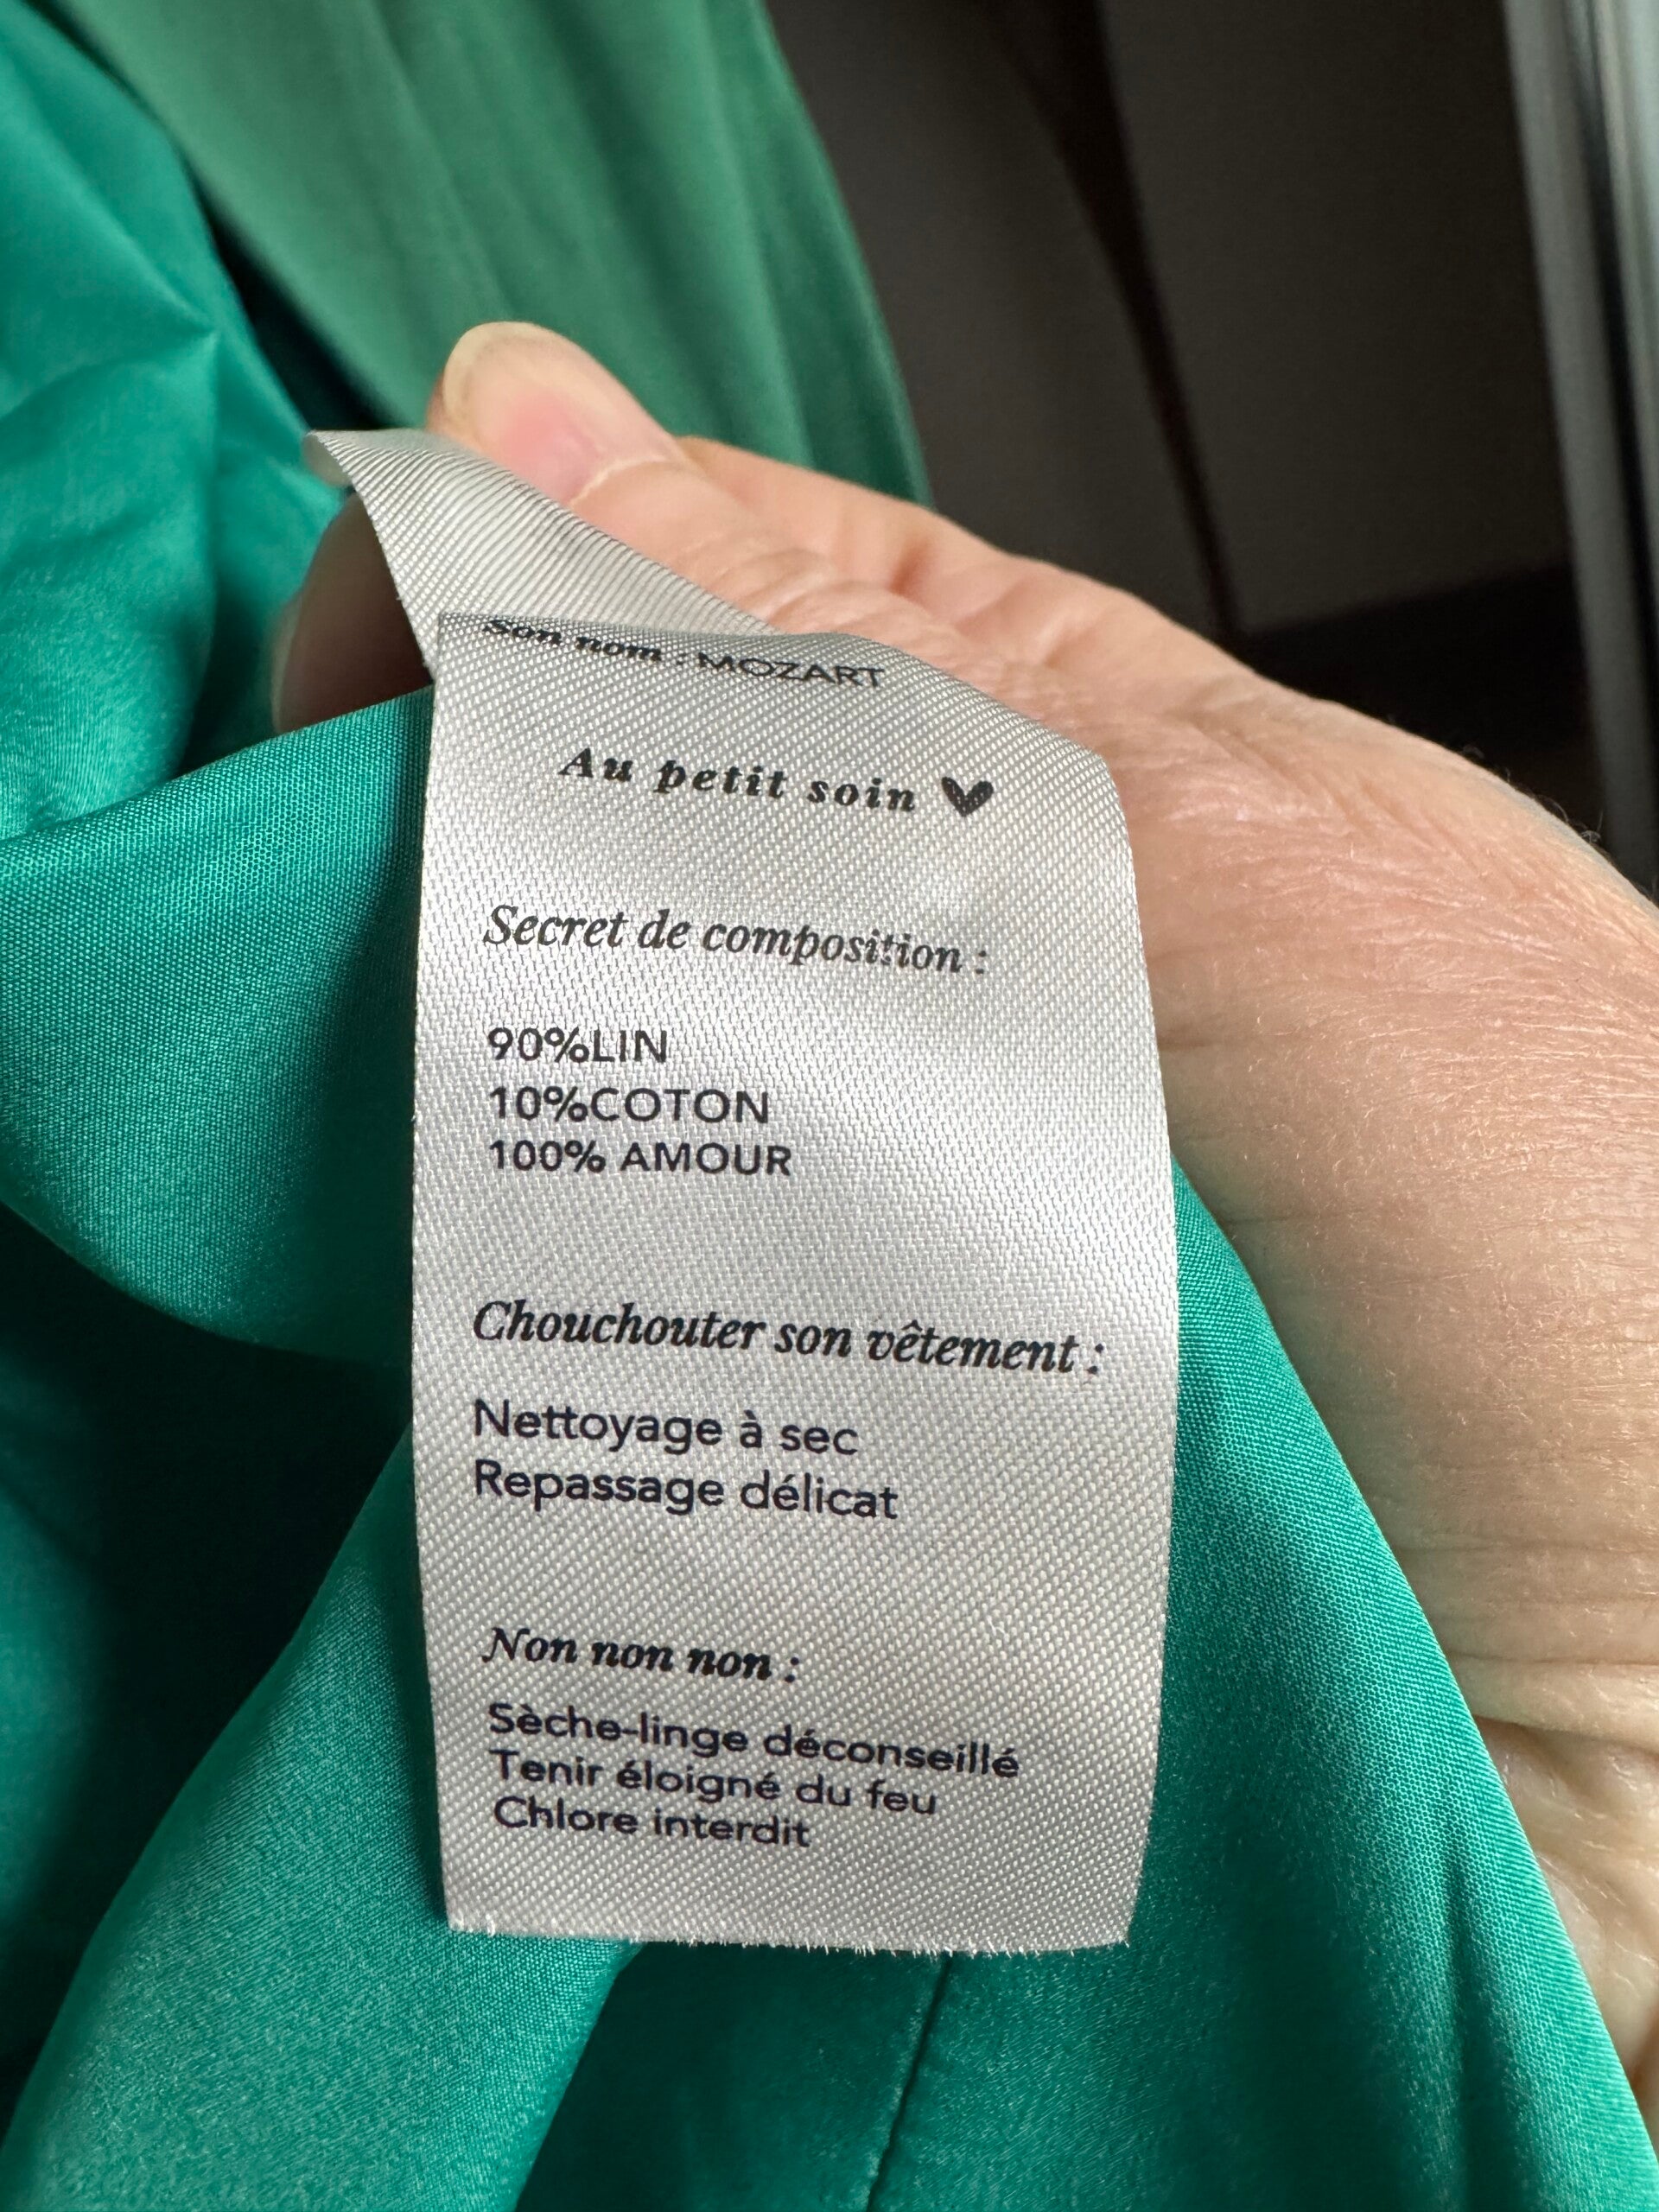 son nom : MOZART
Au petit soin
Secret de composition :
90%LIN
10%COTON
100% AMOUR
Chouchouter son vêtement :
Nettoyage à sec
Repassage délicat
Non non non :
Sèche-linge déconseillé
Tenir éloigné du feu
Chlore interdit